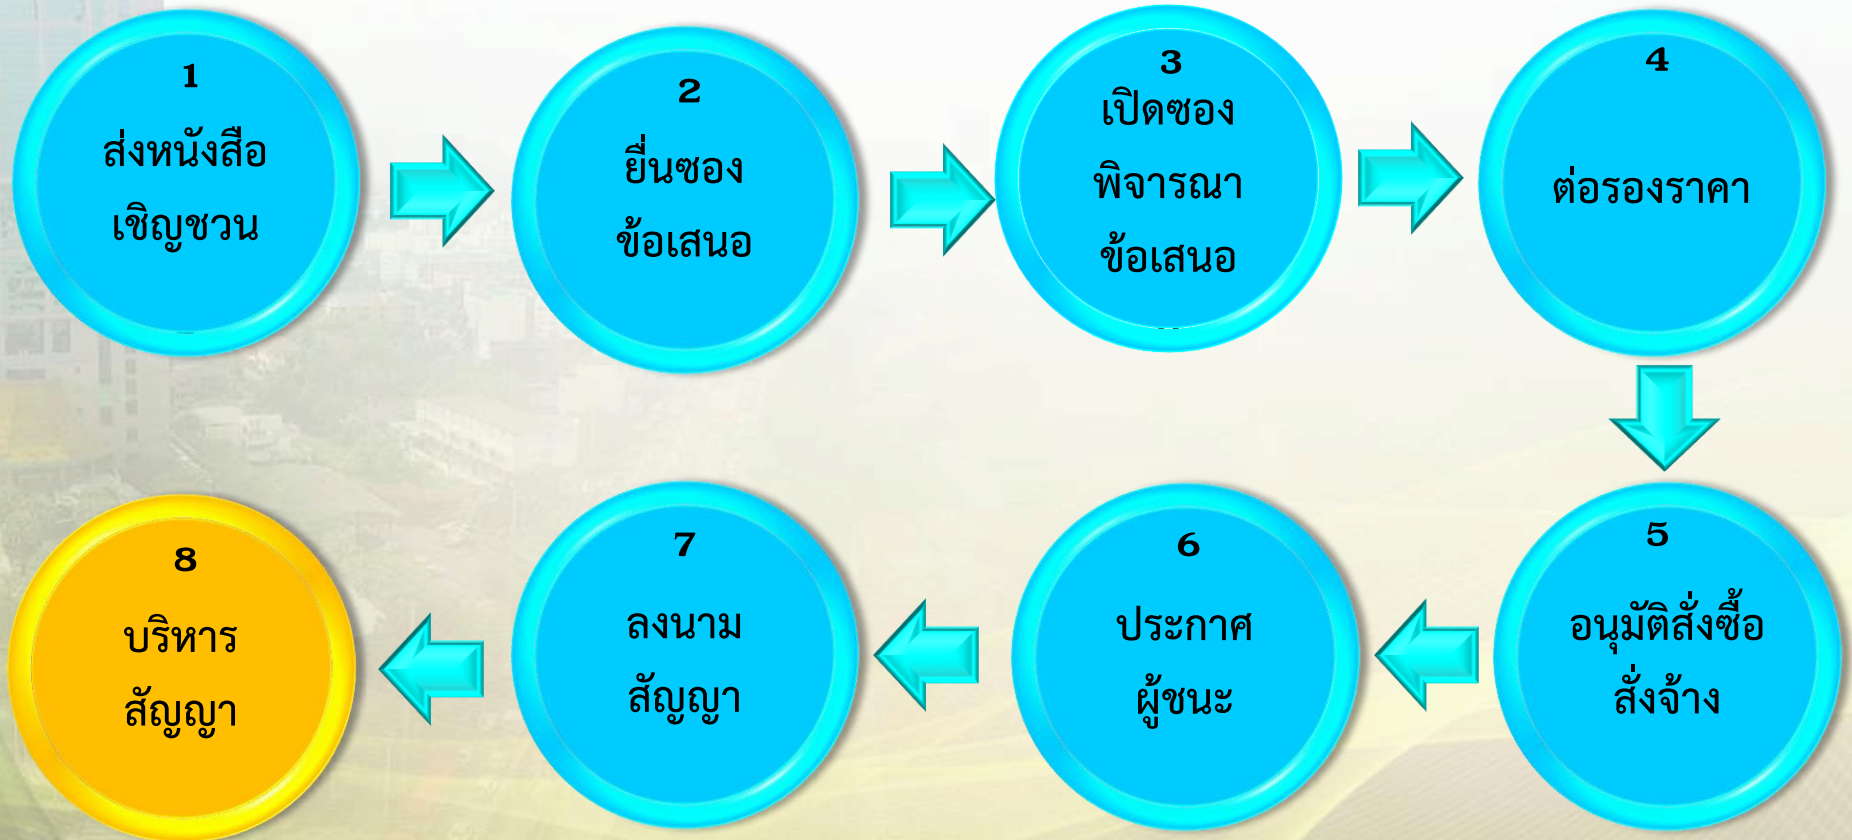 1
ส่งหนังสือ
เชิญชวน
2
ยื่นซอง
ข้อเสนอ
3
เปิดซอง
พิจารณา
ข้อเสนอ
4
ต่อรองราคา
5
อนุมัติสั่งซื้อ
สั่งจ้าง
6
ประกาศ
ผู้ชนะ
7
ลงนาม
สัญญา
8
บริหาร
สัญญา